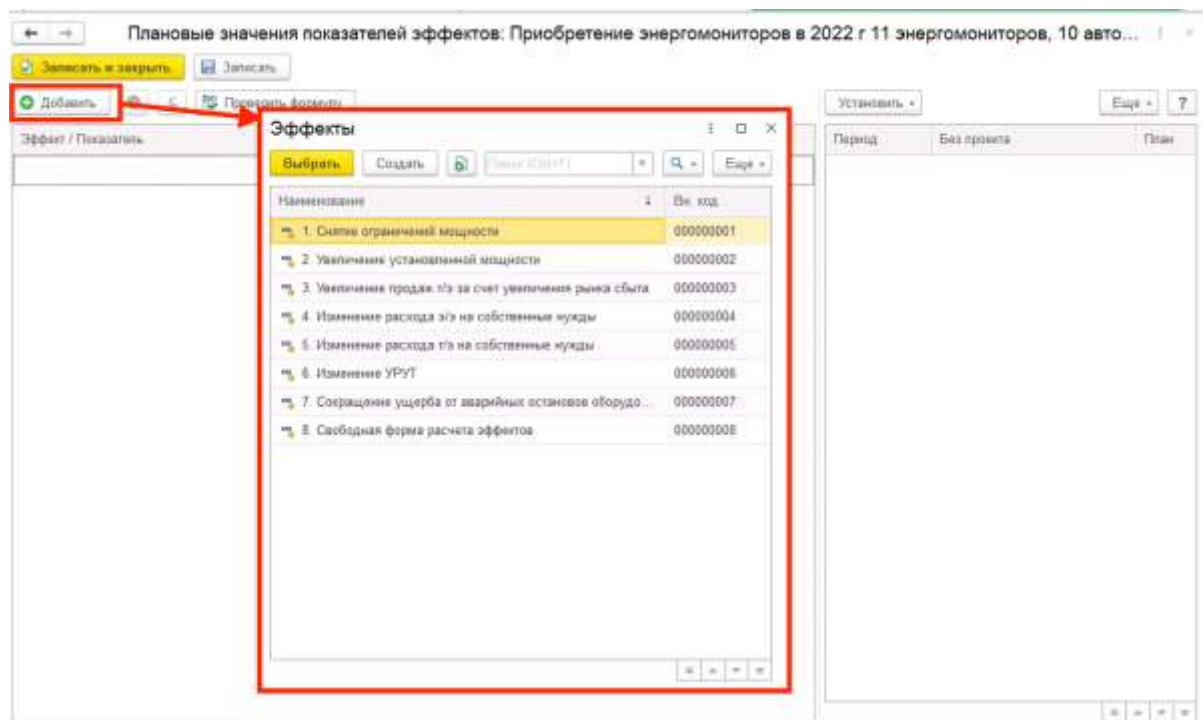 Плановые значения показателей эффектов: Приобретение энергомониторов в 2022 г 11 энергомониторов, 10 авто...
Записать и закрыть
Записать
Добавить
Проверить формулу
Установить
Еще
?
Эффект / Показатель
Период
Без проекта
План
Эффекты
Выбрать
Создать
Поиск (Ctrl+F)
Еще
Наименование
Вн. код
1. Снятие ограничений мощности 000000001
2. Увеличение установленной мощности 000000002
3. Увеличение продаж т/э за счет увеличения рынка сбыта 000000003
4. Изменение расхода э/э на собственные нужды 000000004
5. Изменение расхода т/э на собственные нужды 000000005
6. Изменение УРУТ 000000006
7. Сокращение ущерба от аварийных остановов оборудо... 000000007
8. Свободная форма расчета эффектов 000000008